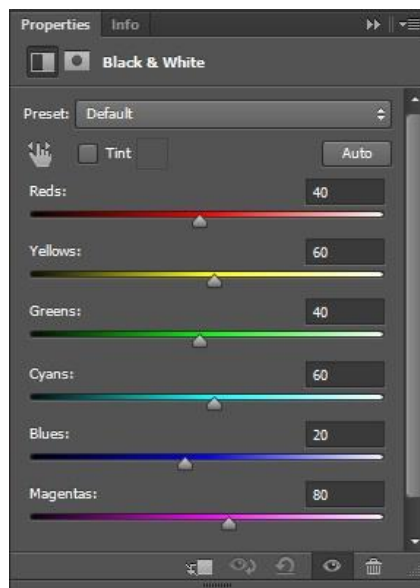 Properties Info
Black & White
Preset: Default
Tint Auto
Reds: 40
Yellows: 60
Greens: 40
Cyans: 60
Blues: 20
Magentas: 80